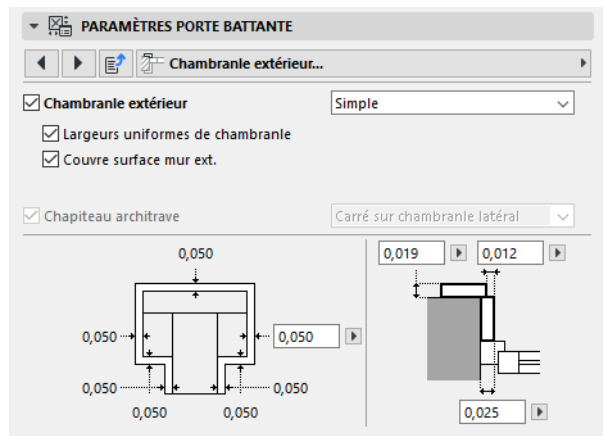 PARAMÈTRES PORTE BATTANTE
Chambranle extérieur...
Chambranle extérieur Simple
Largeurs uniformes de chambranle
Couvre surface mur ext.
Chapiteau architrave Carré sur chambranle latéral
0,050 0,019 0,012
0,050 0,050
0,050 0,050
0,050 0,050 0,025